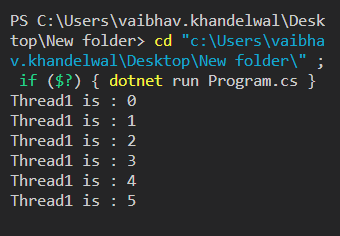 PS C:\Users\vaibhav.khandelwal\Desk
top\New folder> cd "c:\Users\vaibha
v.khandelwal\Desktop\New folder\" ;
 if ($?) { dotnet run Program.cs }
Thread1 is : 0
Thread1 is : 1
Thread1 is : 2
Thread1 is : 3
Thread1 is : 4
Thread1 is : 5